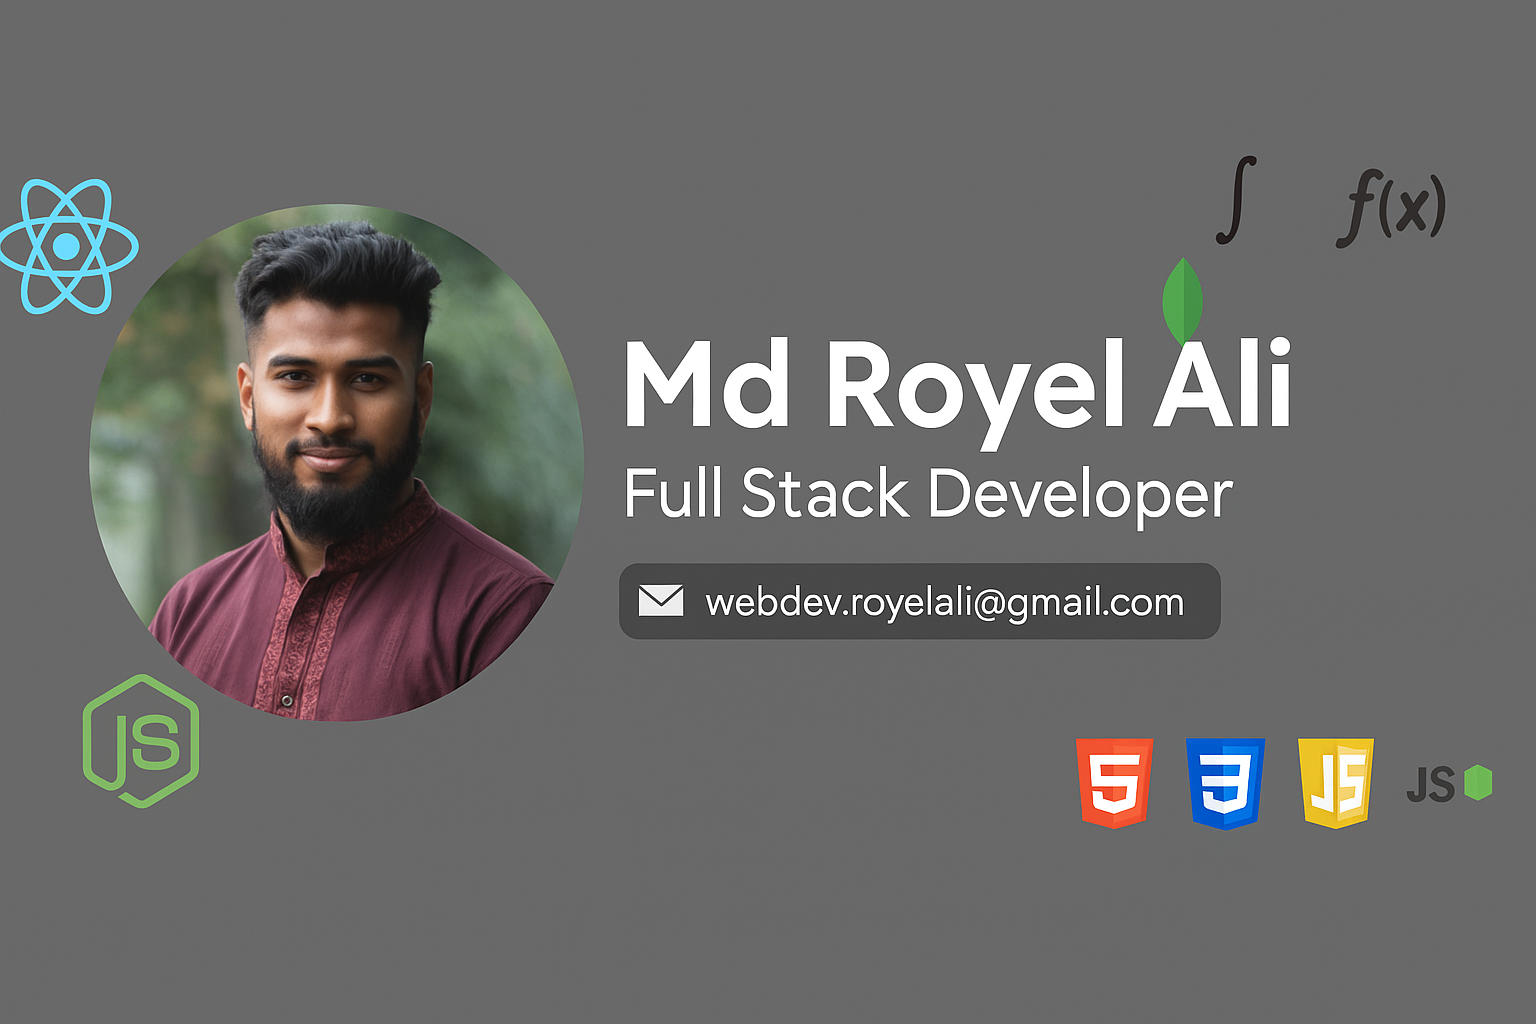 ∫ f(x)
Md Royel Ali
Full Stack Developer
webdev.royelali@gmail.com
JS
5 3 JS JS